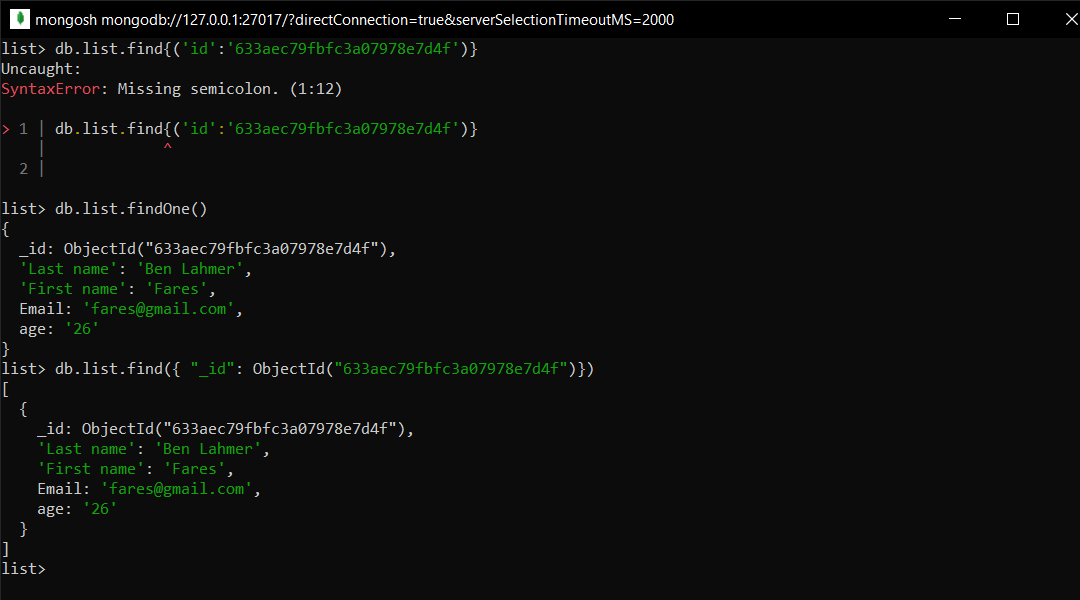 mongosh mongodb://127.0.0.1:27017/?directConnection=true&serverSelectionTimeoutMS=2000
list> db.list.find{('id':'633aec79fbfc3a07978e7d4f')}
Uncaught:
SyntaxError: Missing semicolon. (1:12)
> 1 | db.list.find{('id':'633aec79fbfc3a07978e7d4f')}
| ^
2 |
list> db.list.findOne()
{
_id: ObjectId("633aec79fbfc3a07978e7d4f"),
'Last name': 'Ben Lahmer',
'First name': 'Fares',
Email: 'fares@gmail.com',
age: '26'
}
list> db.list.find({ "_id": ObjectId("633aec79fbfc3a07978e7d4f")})
[
{
_id: ObjectId("633aec79fbfc3a07978e7d4f"),
'Last name': 'Ben Lahmer',
'First name': 'Fares',
Email: 'fares@gmail.com',
age: '26'
}
]
list>